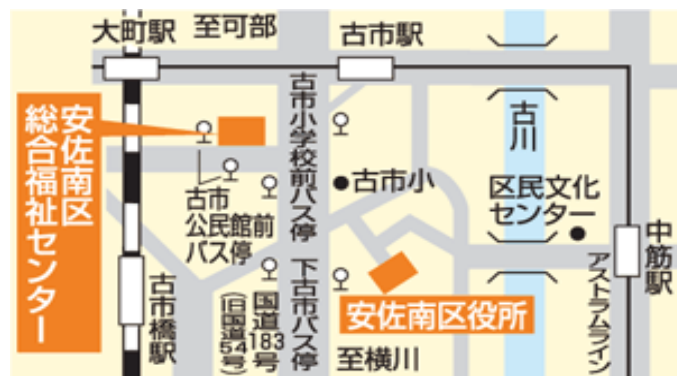 大町駅
至可部
古市駅
安佐南区
総合福祉センター
古市
公民館前
バス停
古市小学校前バス停
古市小
古川
区民文化
センター
中筋駅
アストラムライン
古市橋駅
国道183号
(旧国道54号)
下古市バス停
安佐南区役所
至横川